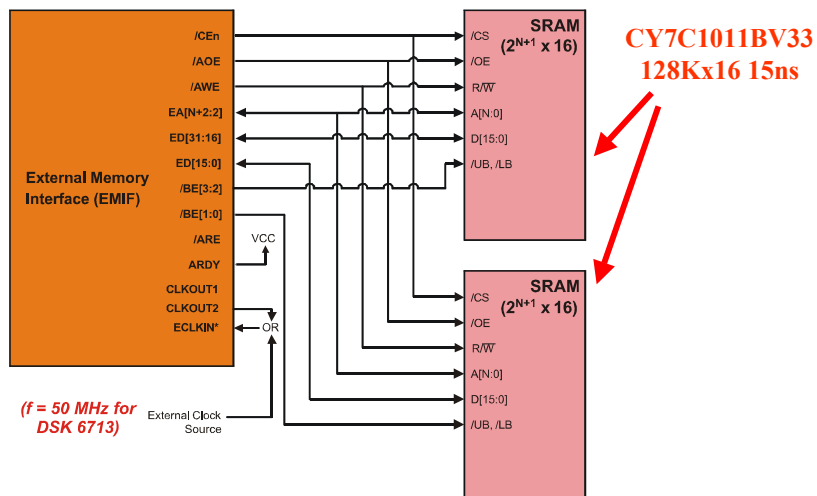 /CEn
/AOE
/AWE
EA[N+2:2]
ED[31:16]
ED[15:0]
/BE[3:2]
/BE[1:0]
/ARE
ARDY
CLKOUT1
CLKOUT2
ECLKIN*
External Memory
Interface (EMIF)
VCC
OR
(f = 50 MHz for
DSK 6713)
External Clock
Source
SRAM
(2^{N+1} x 16)
/CS
/OE
R/W̅
A[N:0]
D[15:0]
/UB, /LB
SRAM
(2^{N+1} x 16)
/CS
/OE
R/W̅
A[N:0]
D[15:0]
/UB, /LB
CY7C1011BV33
128Kx16 15ns